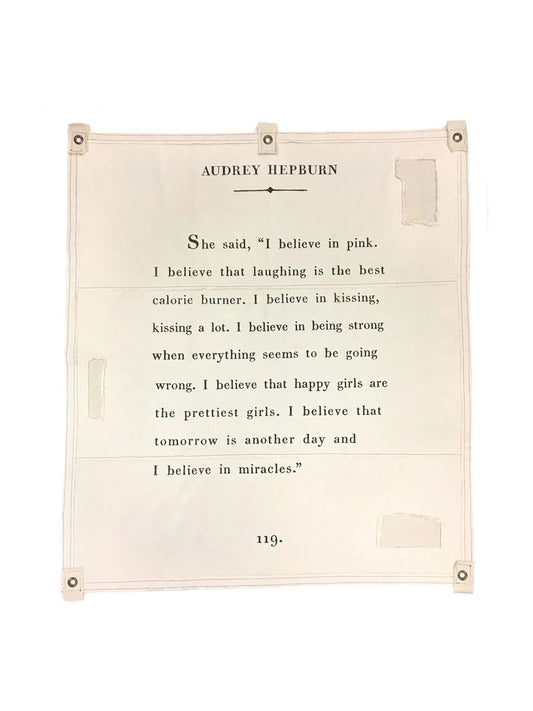 AUDREY HEPBURN
She said, “I believe in pink.
I believe that laughing is the best
calorie burner. I believe in kissing,
kissing a lot. I believe in being strong
when everything seems to be going
wrong. I believe that happy girls are
the prettiest girls. I believe that
tomorrow is another day and
I believe in miracles.”
119.